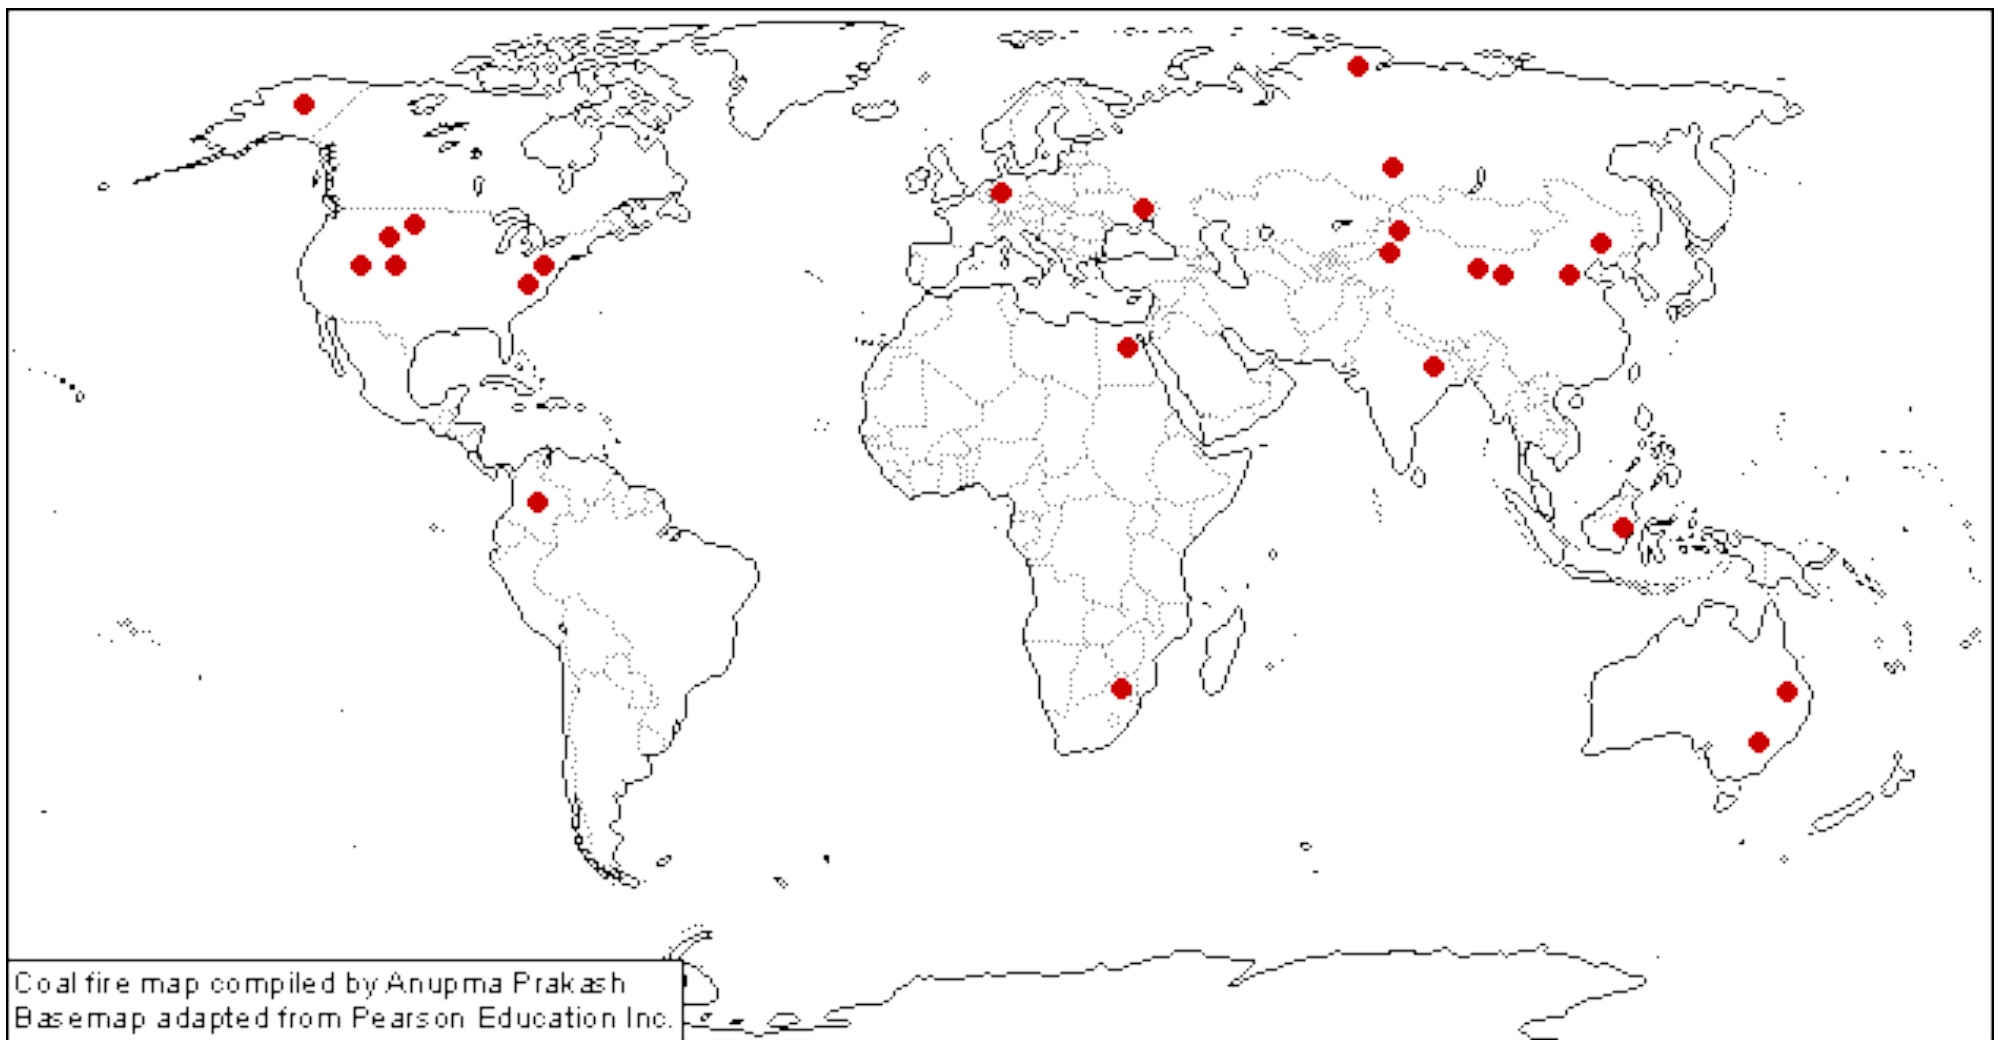 Coal fire map compiled by Anupma Prakash
Basemap adapted from Pearson Education Inc.